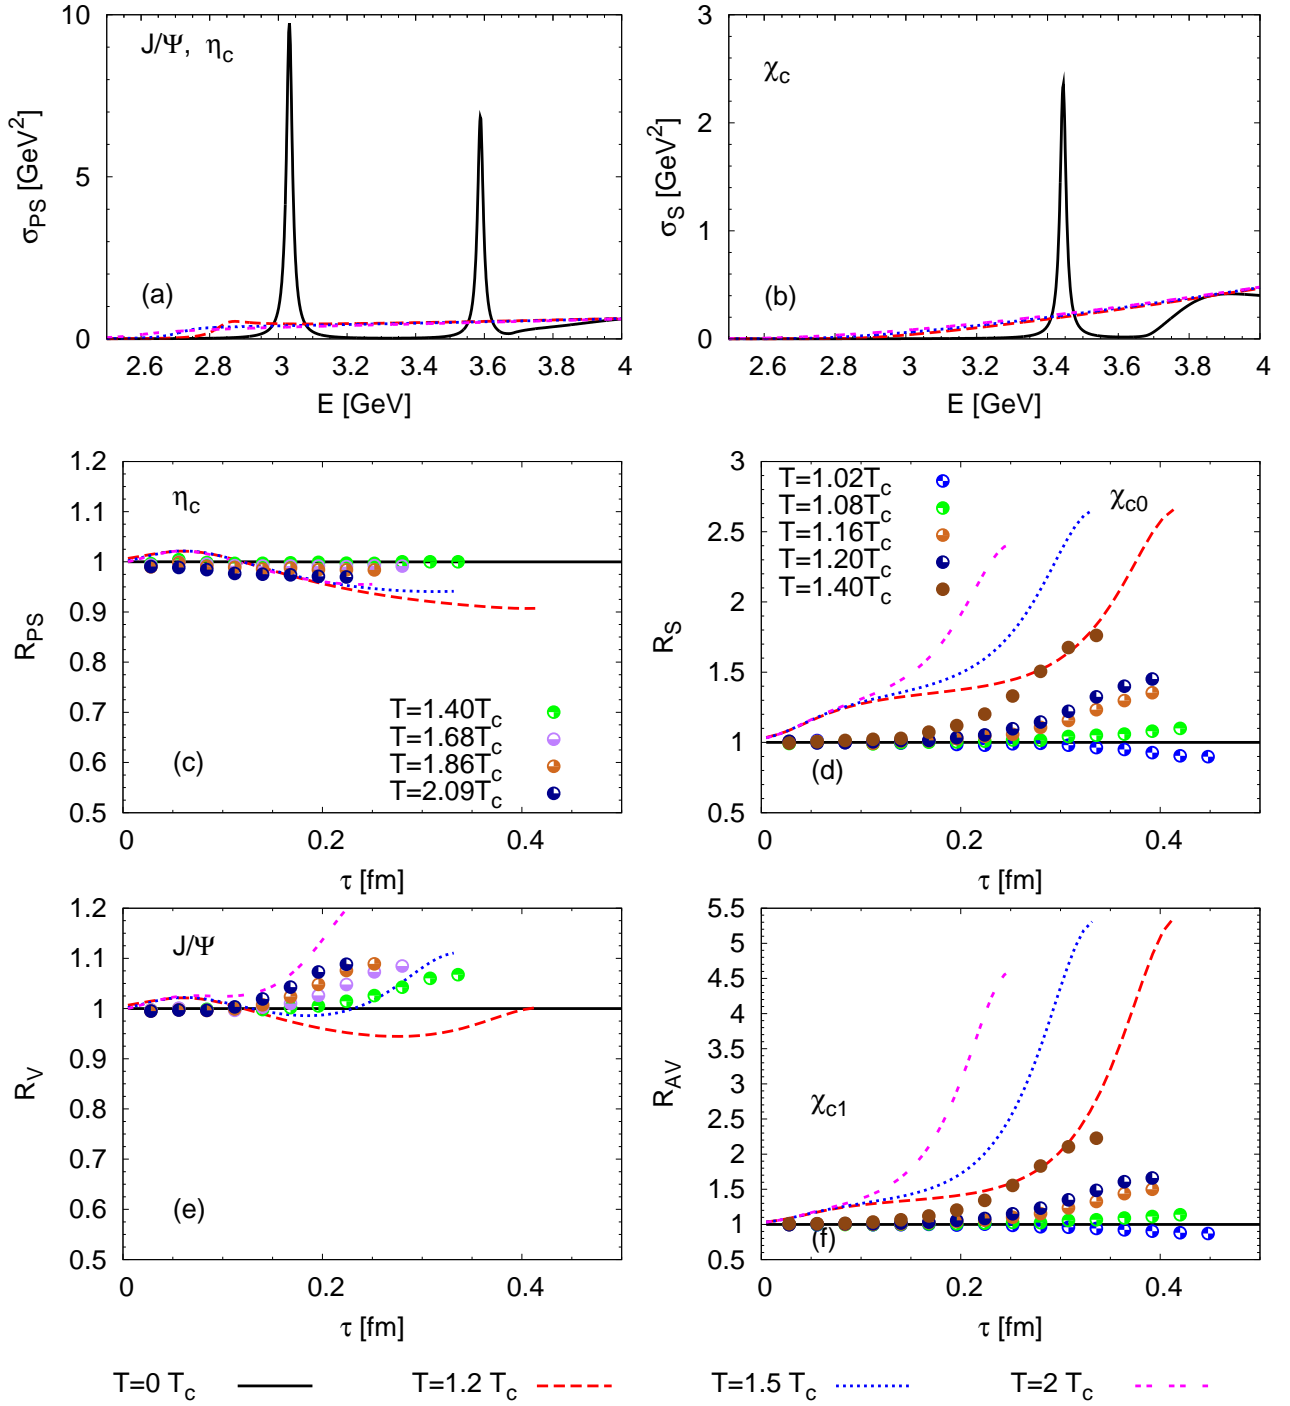 J/Ψ, η_c
σ_PS [GeV²]
10
5
0
(a)
2.6 2.8 3 3.2 3.4 3.6 3.8 4
E [GeV]
χ_c
σ_S [GeV²]
3
2
1
0
(b)
2.6 2.8 3 3.2 3.4 3.6 3.8 4
E [GeV]
η_c
R_PS
1.2
1.1
1
0.9
0.8
0.7
0.6
0.5
(c)
T=1.40T_c
T=1.68T_c
T=1.86T_c
T=2.09T_c
0 0.2 0.4
τ [fm]
T=1.02T_c
T=1.08T_c
T=1.16T_c
T=1.20T_c
T=1.40T_c
χ_c0
R_S
3
2.5
2
1.5
1
0.5
(d)
0 0.2 0.4
τ [fm]
J/Ψ
R_V
1.2
1.1
1
0.9
0.8
0.7
0.6
0.5
(e)
0 0.2 0.4
τ [fm]
χ_c1
R_AV
5.5
5
4.5
4
3.5
3
2.5
2
1.5
1
0.5
(f)
0 0.2 0.4
τ [fm]
T=0 T_c T=1.2 T_c T=1.5 T_c T=2 T_c